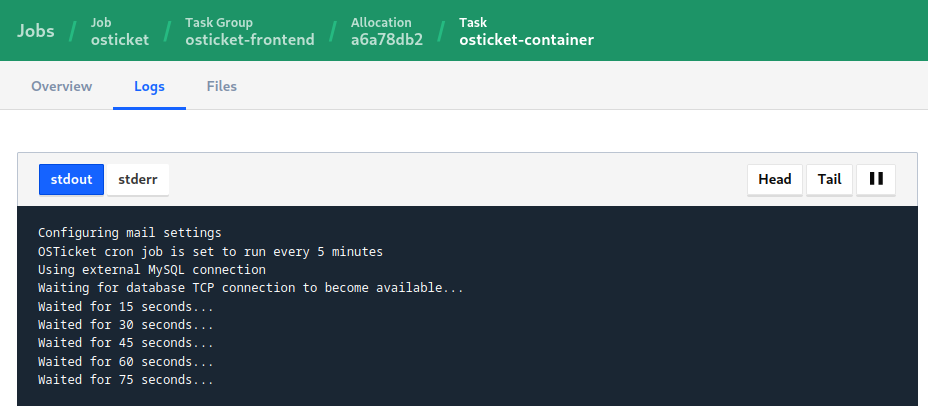 Jobs / Job osticket / Task Group osticket-frontend / Allocation a6a78db2 / Task osticket-container
Overview Logs Files
stdout stderr Head Tail
Configuring mail settings
OSTicket cron job is set to run every 5 minutes
Using external MySQL connection
Waiting for database TCP connection to become available...
Waited for 15 seconds...
Waited for 30 seconds...
Waited for 45 seconds...
Waited for 60 seconds...
Waited for 75 seconds...